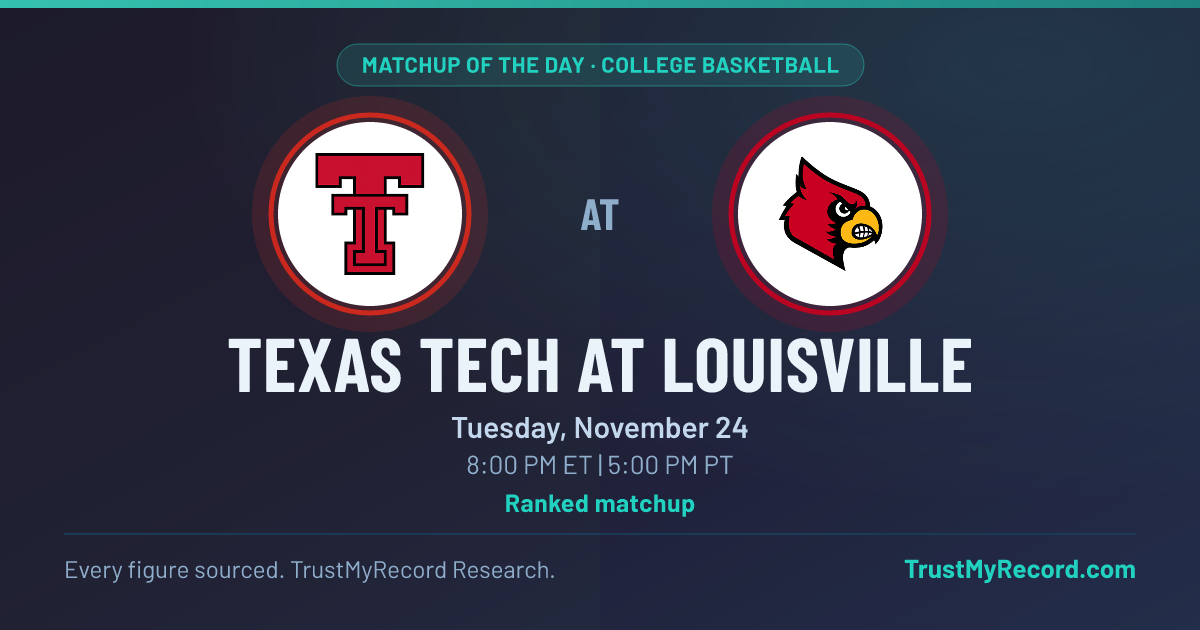 MATCHUP OF THE DAY · COLLEGE BASKETBALL
AT
TEXAS TECH AT LOUISVILLE
Tuesday, November 24
8:00 PM ET | 5:00 PM PT
Ranked matchup
Every figure sourced. TrustMyRecord Research.
TrustMyRecord.com